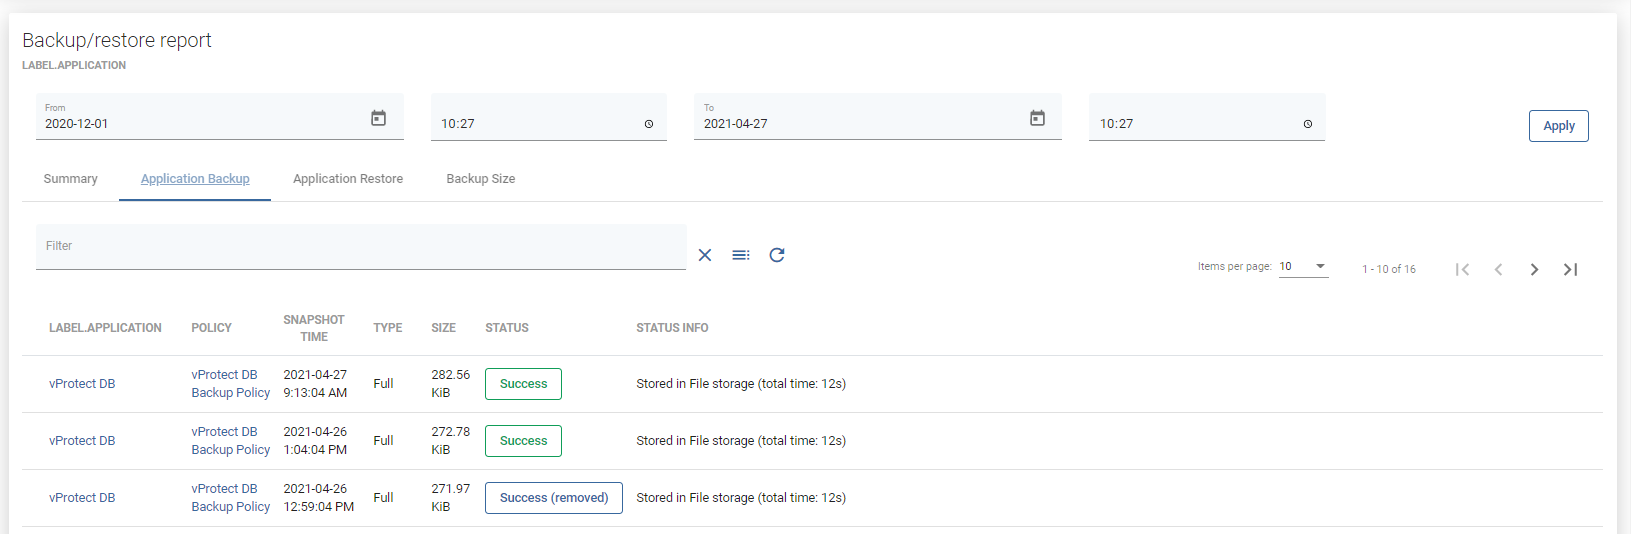 Backup/restore report
LABEL.APPLICATION
From
2020-12-01
10:27
To
2021-04-27
10:27
Apply
Summary
Application Backup
Application Restore
Backup Size
Filter
Items per page: 10
1 - 10 of 16
LABEL.APPLICATION POLICY SNAPSHOT TIME TYPE SIZE STATUS STATUS INFO
vProtect DB
vProtect DB
Backup Policy
2021-04-27
9:13:04 AM
Full
282.56
KiB
Success
Stored in File storage (total time: 12s)
vProtect DB
vProtect DB
Backup Policy
2021-04-26
1:04:04 PM
Full
272.78
KiB
Success
Stored in File storage (total time: 12s)
vProtect DB
vProtect DB
Backup Policy
2021-04-26
12:59:04 PM
Full
271.97
KiB
Success (removed)
Stored in File storage (total time: 12s)